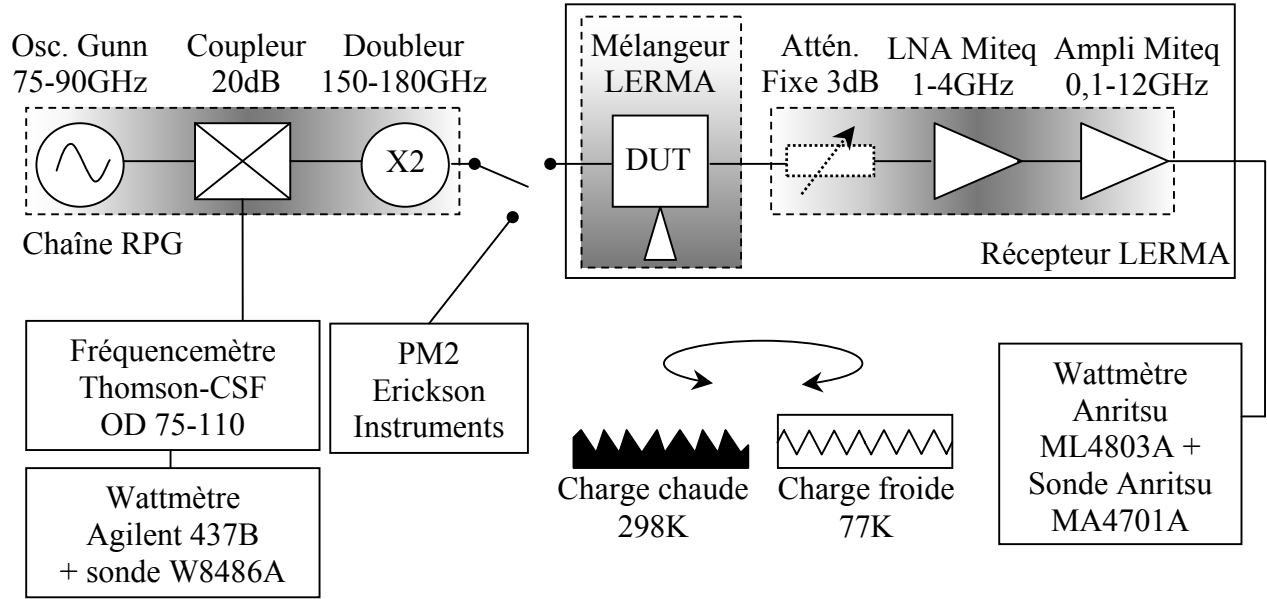 Osc. Gunn
75-90GHz
Coupleur
20dB
Doubleur
150-180GHz
Mélangeur
LERMA
Attén.
Fixe 3dB
LNA Miteq
1-4GHz
Ampli Miteq
0,1-12GHz
X2
DUT
Chaîne RPG
Récepteur LERMA
Fréquencemètre
Thomson-CSF
OD 75-110
PM2
Erickson
Instruments
Wattmètre
Anritsu
ML4803A +
Sonde Anritsu
MA4701A
Charge chaude
298K
Charge froide
77K
Wattmètre
Agilent 437B
+ sonde W8486A